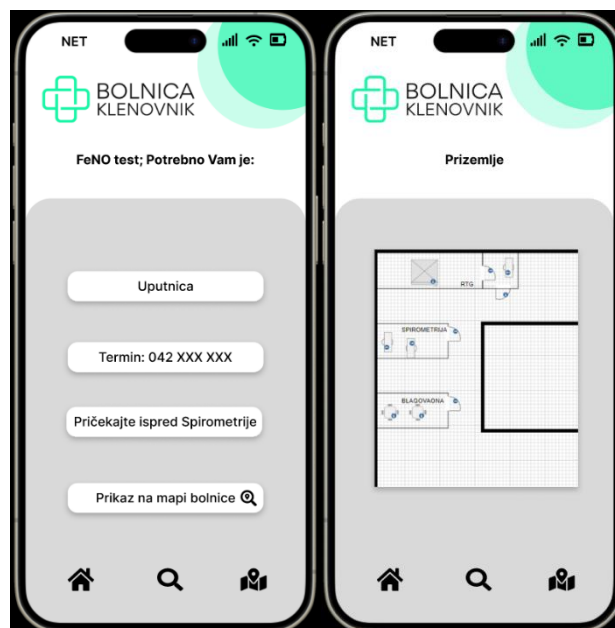 NET
BOLNICA
KLENOVNIK
FeNO test; Potrebno Vam je:
Uputnica
Termin: 042 XXX XXX
Pričekajte ispred Spirometrije
Prikaz na mapi bolnice
NET
BOLNICA
KLENOVNIK
Prizemlje
RTG
SPIROMETRIJA
BLAGOVAONA